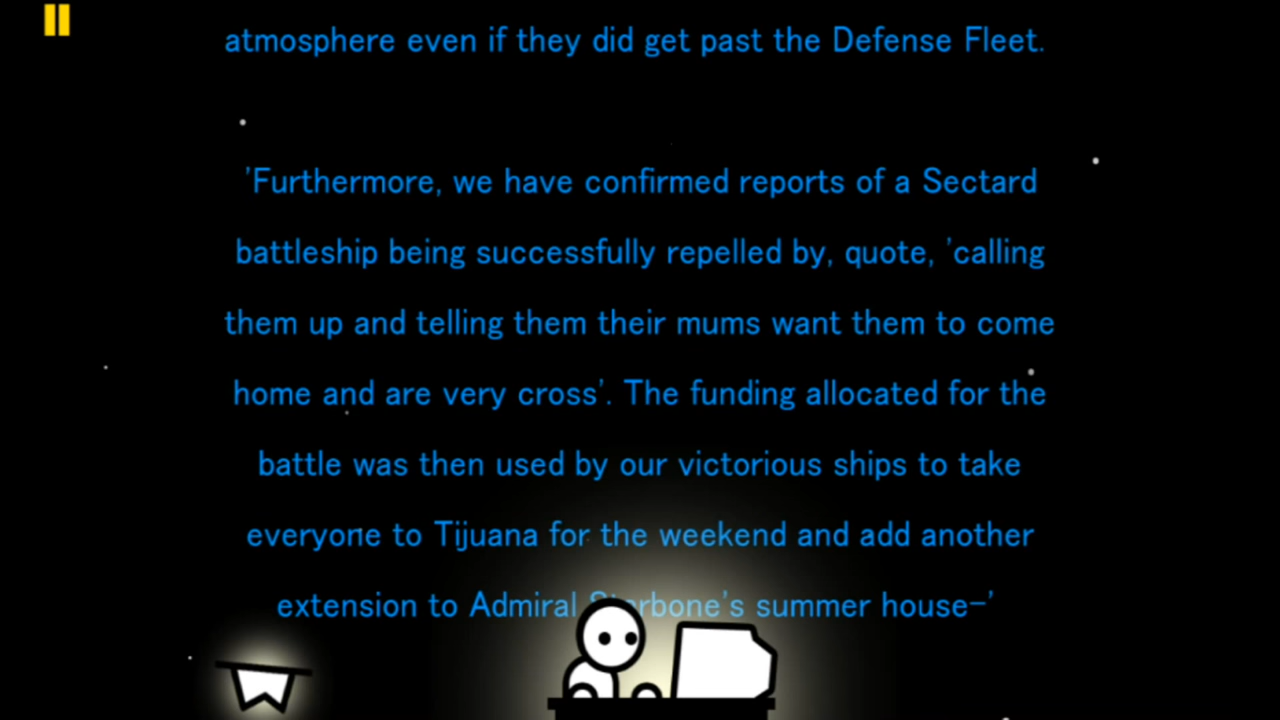 atmosphere even if they did get past the Defense Fleet.
'Furthermore, we have confirmed reports of a Sectard
battleship being successfully repelled by, quote, 'calling
them up and telling them their mums want them to come
home and are very cross'. The funding allocated for the
battle was then used by our victorious ships to take
everyone to Tijuana for the weekend and add another
extension to Admiral Starbone's summer house-'